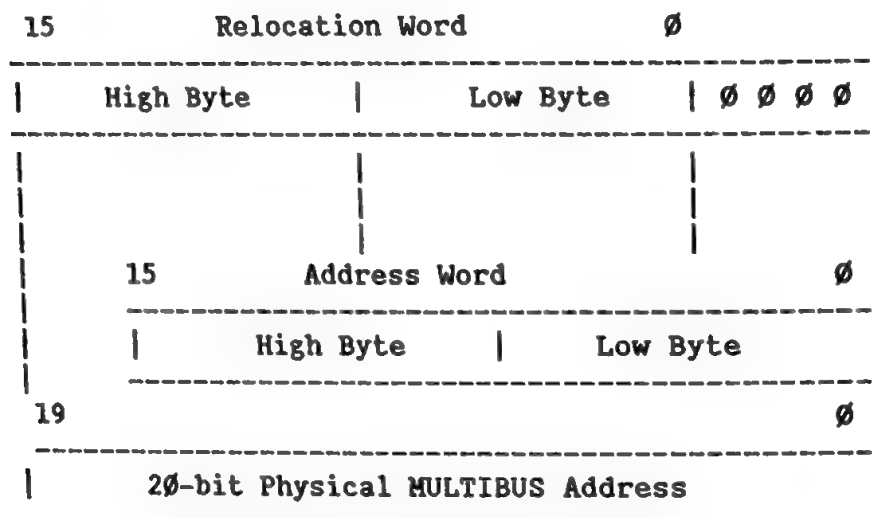 15 Relocation Word Ø
High Byte | Low Byte | Ø Ø Ø Ø
15 Address Word Ø
High Byte | Low Byte
19 Ø
2Ø-bit Physical MULTIBUS Address